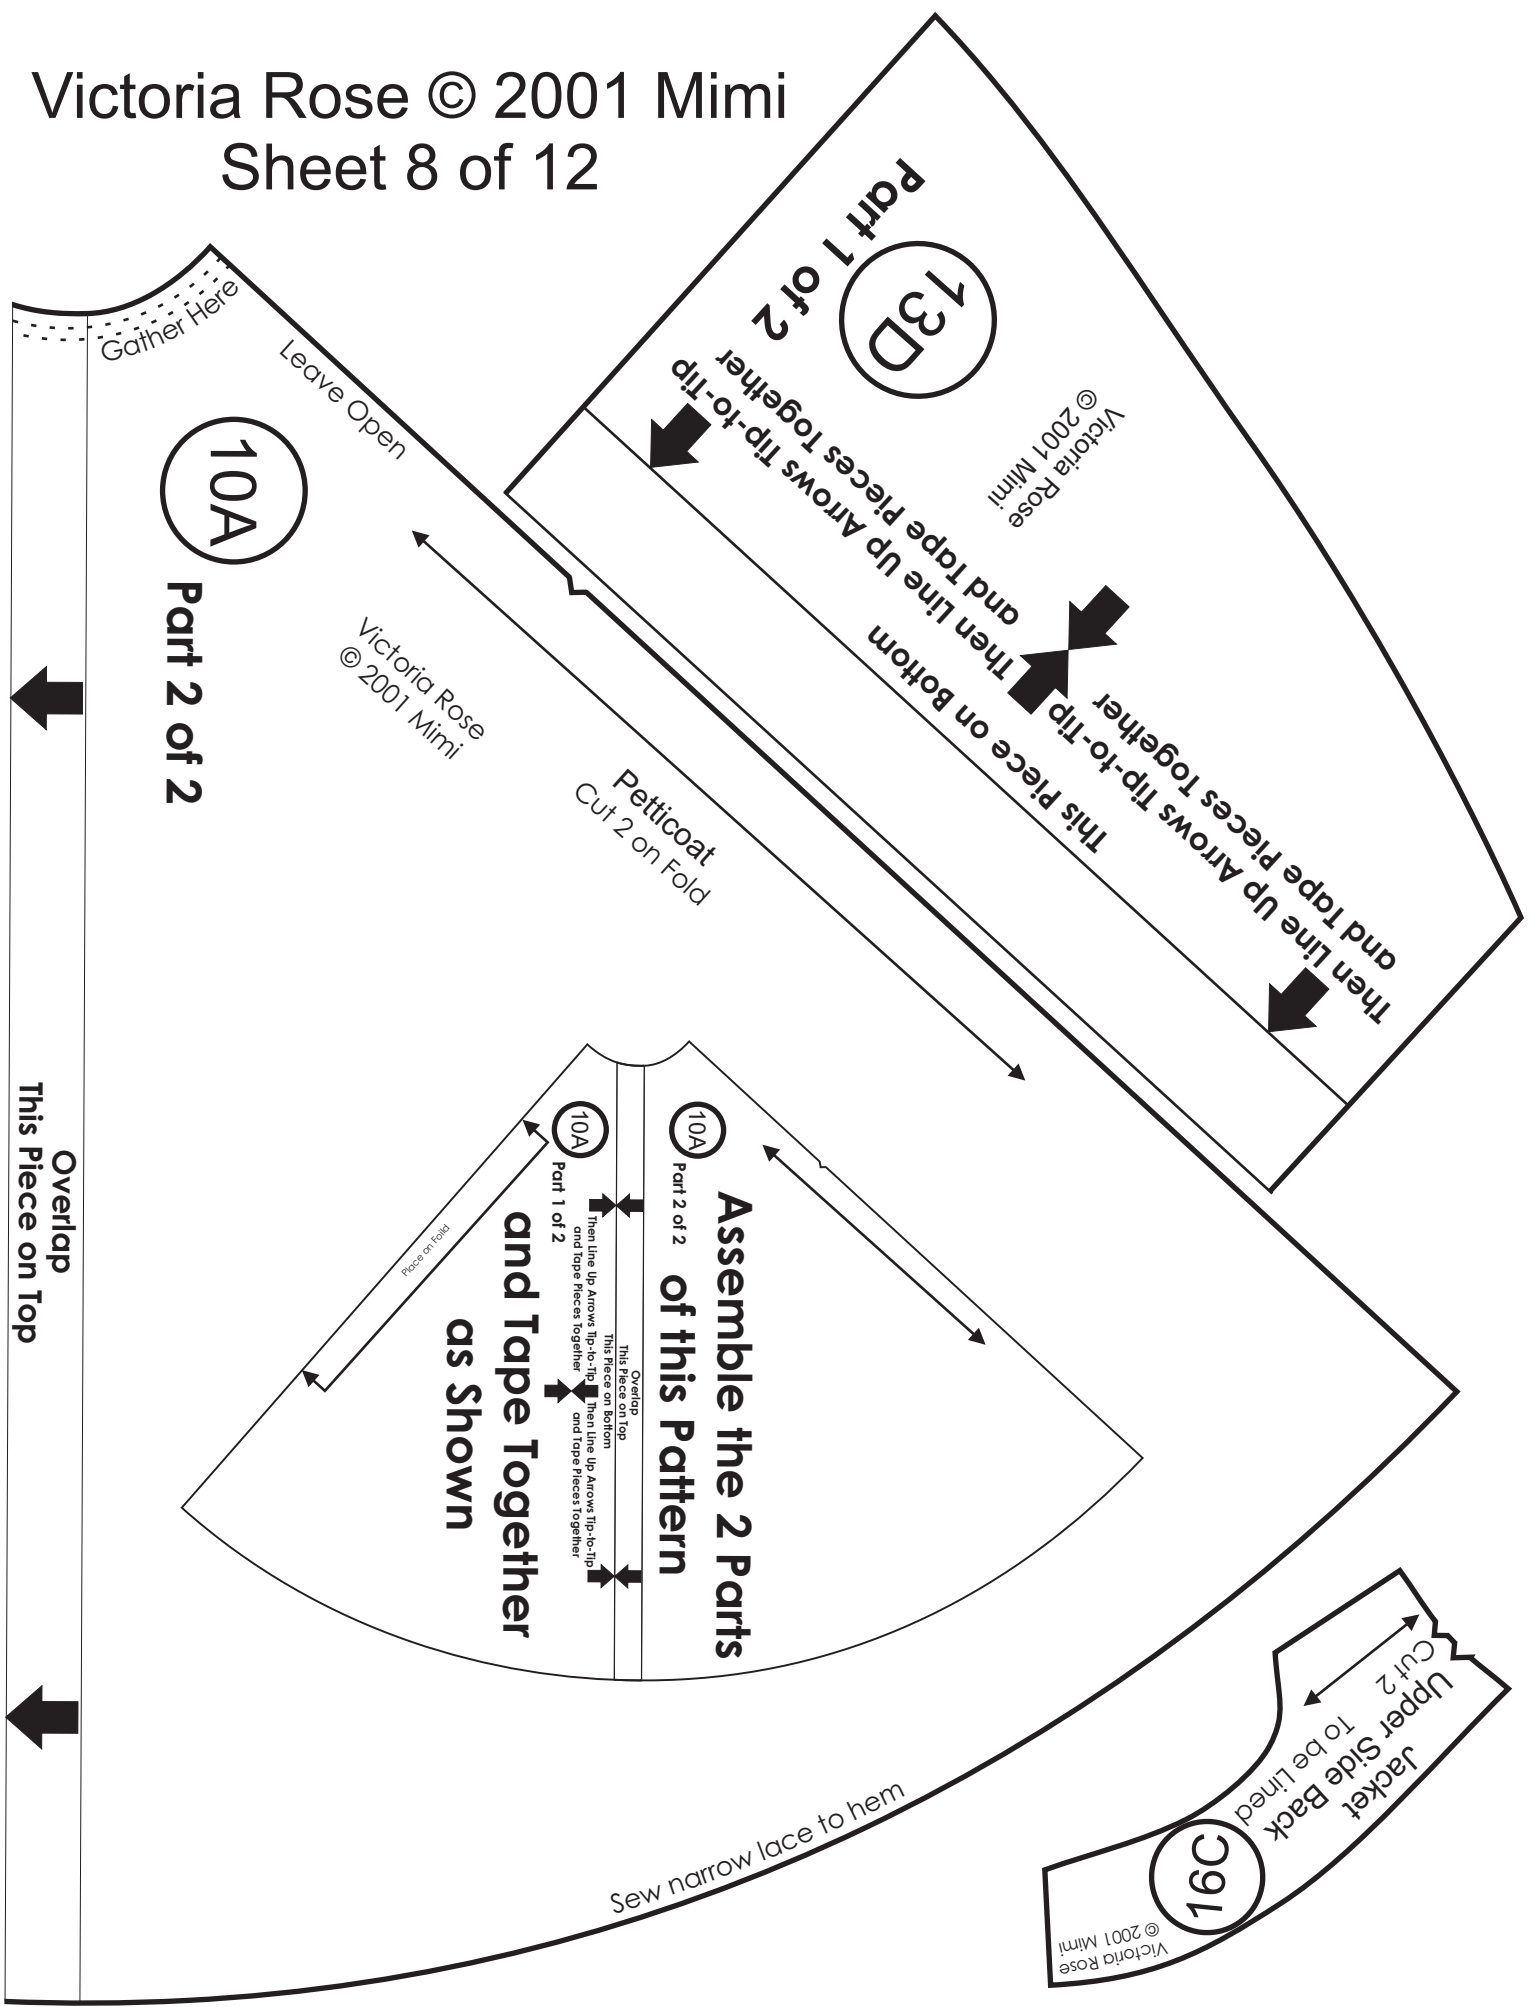 Victoria Rose © 2001 Mimi
Sheet 8 of 12
Gather Here
Leave Open
10A
Part 2 of 2
Victoria Rose
© 2001 Mimi
Petticoat
Cut 2 on Fold
Overlap
This Piece on Top
Sew narrow lace to hem
13D
Part 1 of 2
Victoria Rose
© 2001 Mimi
Then Line Up Arrows Tip-to-Tip
and Tape Pieces Together
Then Line Up Arrows Tip-to-Tip
and Tape Pieces Together
This Piece on Bottom
Assemble the 2 Parts
of this Pattern
and Tape Together
as Shown
10A
Part 2 of 2
10A
Part 1 of 2
Overlap
This Piece on Top
This Piece on Bottom
Then Line Up Arrows Tip-to-Tip
and Tape Pieces Together
Then Line Up Arrows Tip-to-Tip
and Tape Pieces Together
Place on Foild
Cut 2
Upper Side Back
Jacket
To be Lined
16C
Victoria Rose
© 2001 Mimi